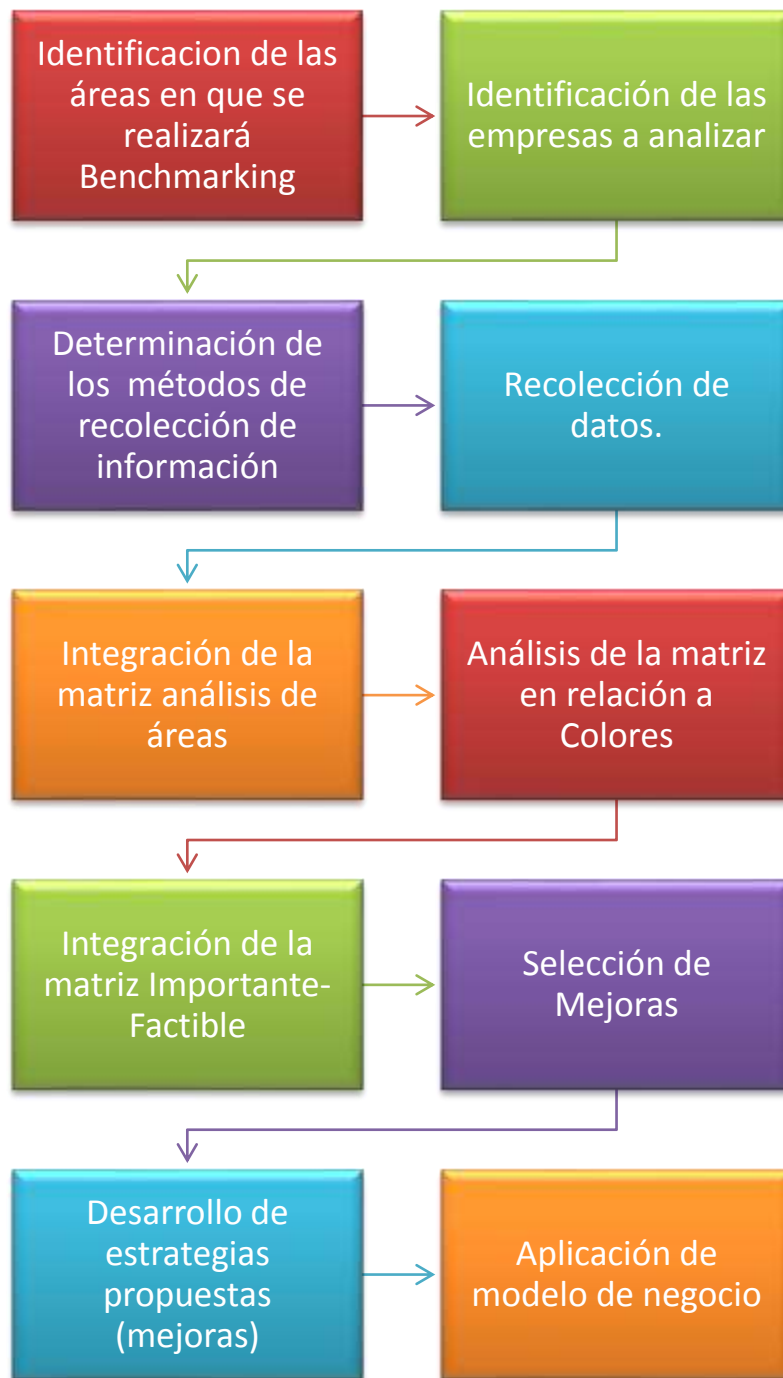 Identificacion de las
áreas en que se
realizará
Benchmarking
Identificación de las
empresas a analizar
Determinación de
los  métodos de
recolección de
información
Recolección de
datos.
Integración de la
matriz análisis de
áreas
Análisis de la matriz
en relación a
Colores
Integración de la
matriz Importante-
Factible
Selección de
Mejoras
Desarrollo de
estrategias
propuestas
(mejoras)
Aplicación de
modelo de negocio